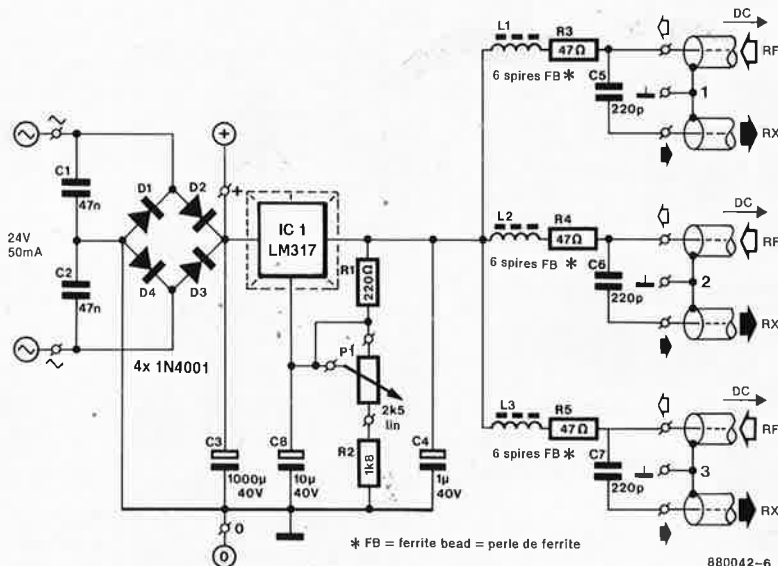 24V
50mA
C1
47n
C2
47n
D1
D2
D4
D3
4x 1N4001
+
+
IC 1
LM317
R1
220Ω
P1
2k5
lin
R2
1k8
C3
1000µ
40V
C8
10µ
40V
C4
1µ
40V
0
0
L1
R3
47Ω
6 spires FB *
C5
220p
DC
RF
1
RX
L2
R4
47Ω
6 spires FB *
C6
220p
DC
RF
2
RX
L3
R5
47Ω
6 spires FB *
C7
220p
DC
RF
3
RX
* FB = ferrite bead = perle de ferrite
880042-6